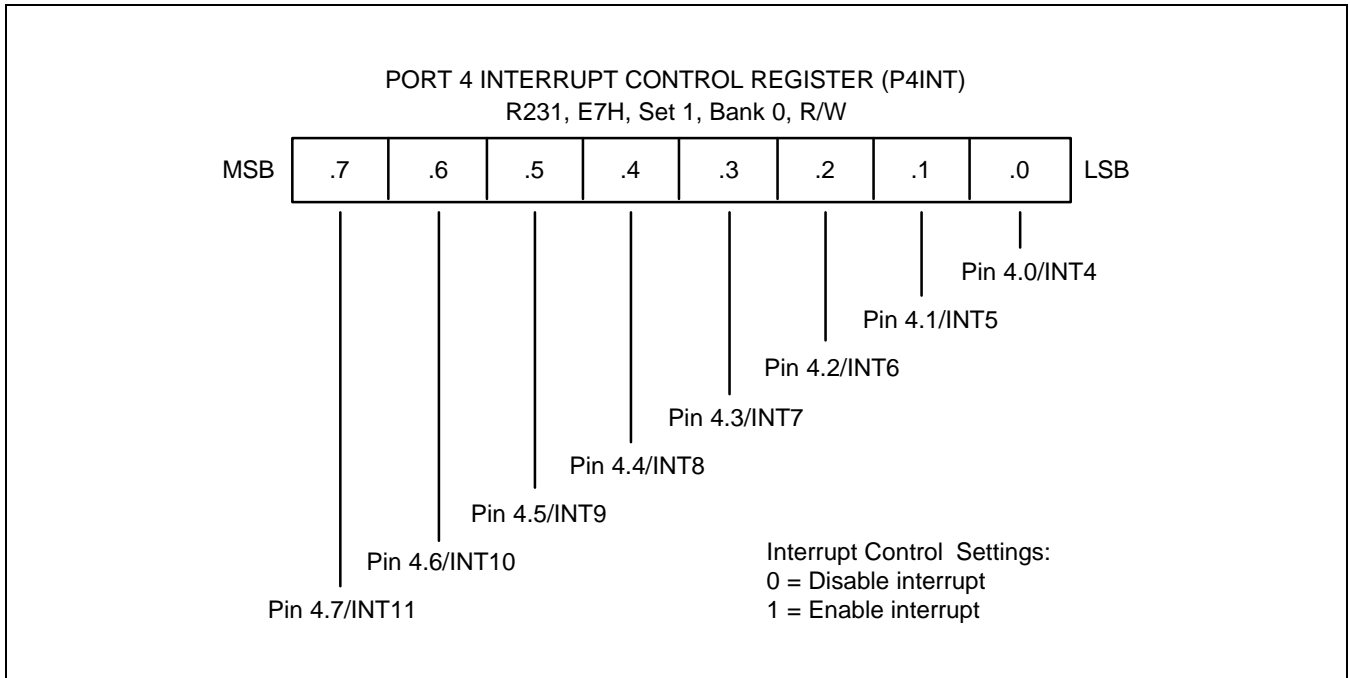 PORT 4 INTERRUPT CONTROL REGISTER (P4INT)
R231, E7H, Set 1, Bank 0, R/W
MSB .7 .6 .5 .4 .3 .2 .1 .0 LSB
Pin 4.0/INT4
Pin 4.1/INT5
Pin 4.2/INT6
Pin 4.3/INT7
Pin 4.4/INT8
Pin 4.5/INT9
Pin 4.6/INT10
Pin 4.7/INT11
Interrupt Control Settings:
0 = Disable interrupt
1 = Enable interrupt